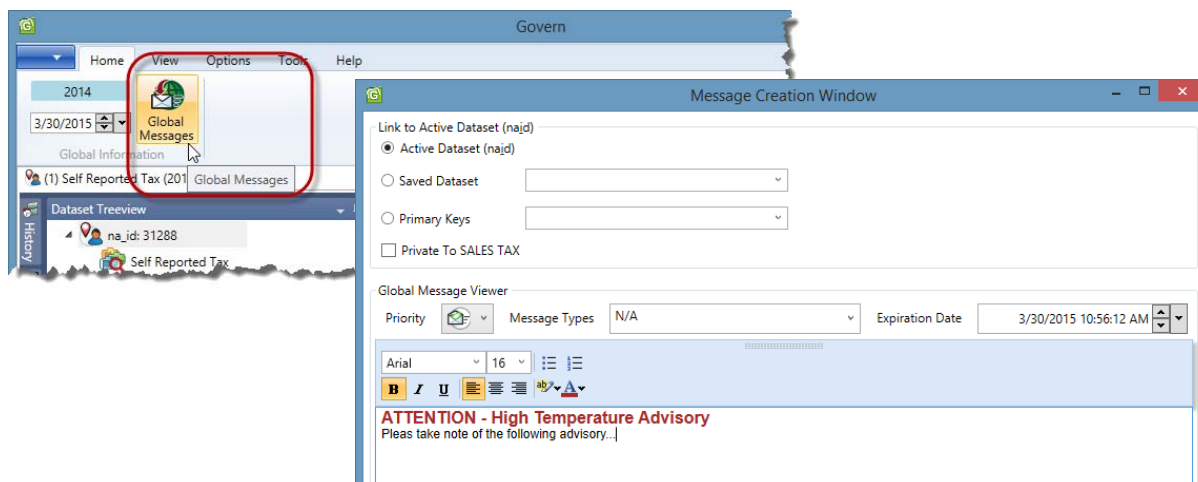 Govern
Home View Options Tools Help
2014
3/30/2015
Global Messages
Global Information
(1) Self Reported Tax (201
Global Messages
Dataset Treeview
History
na_id: 31288
Self Reported Tax
Message Creation Window
Link to Active Dataset (naid)
Active Dataset (naid)
Saved Dataset
Primary Keys
Private To SALES TAX
Global Message Viewer
Priority Message Types N/A Expiration Date 3/30/2015 10:56:12 AM
Arial 16
B I U ab A
ATTENTION - High Temperature Advisory
Pleas take note of the following advisory...